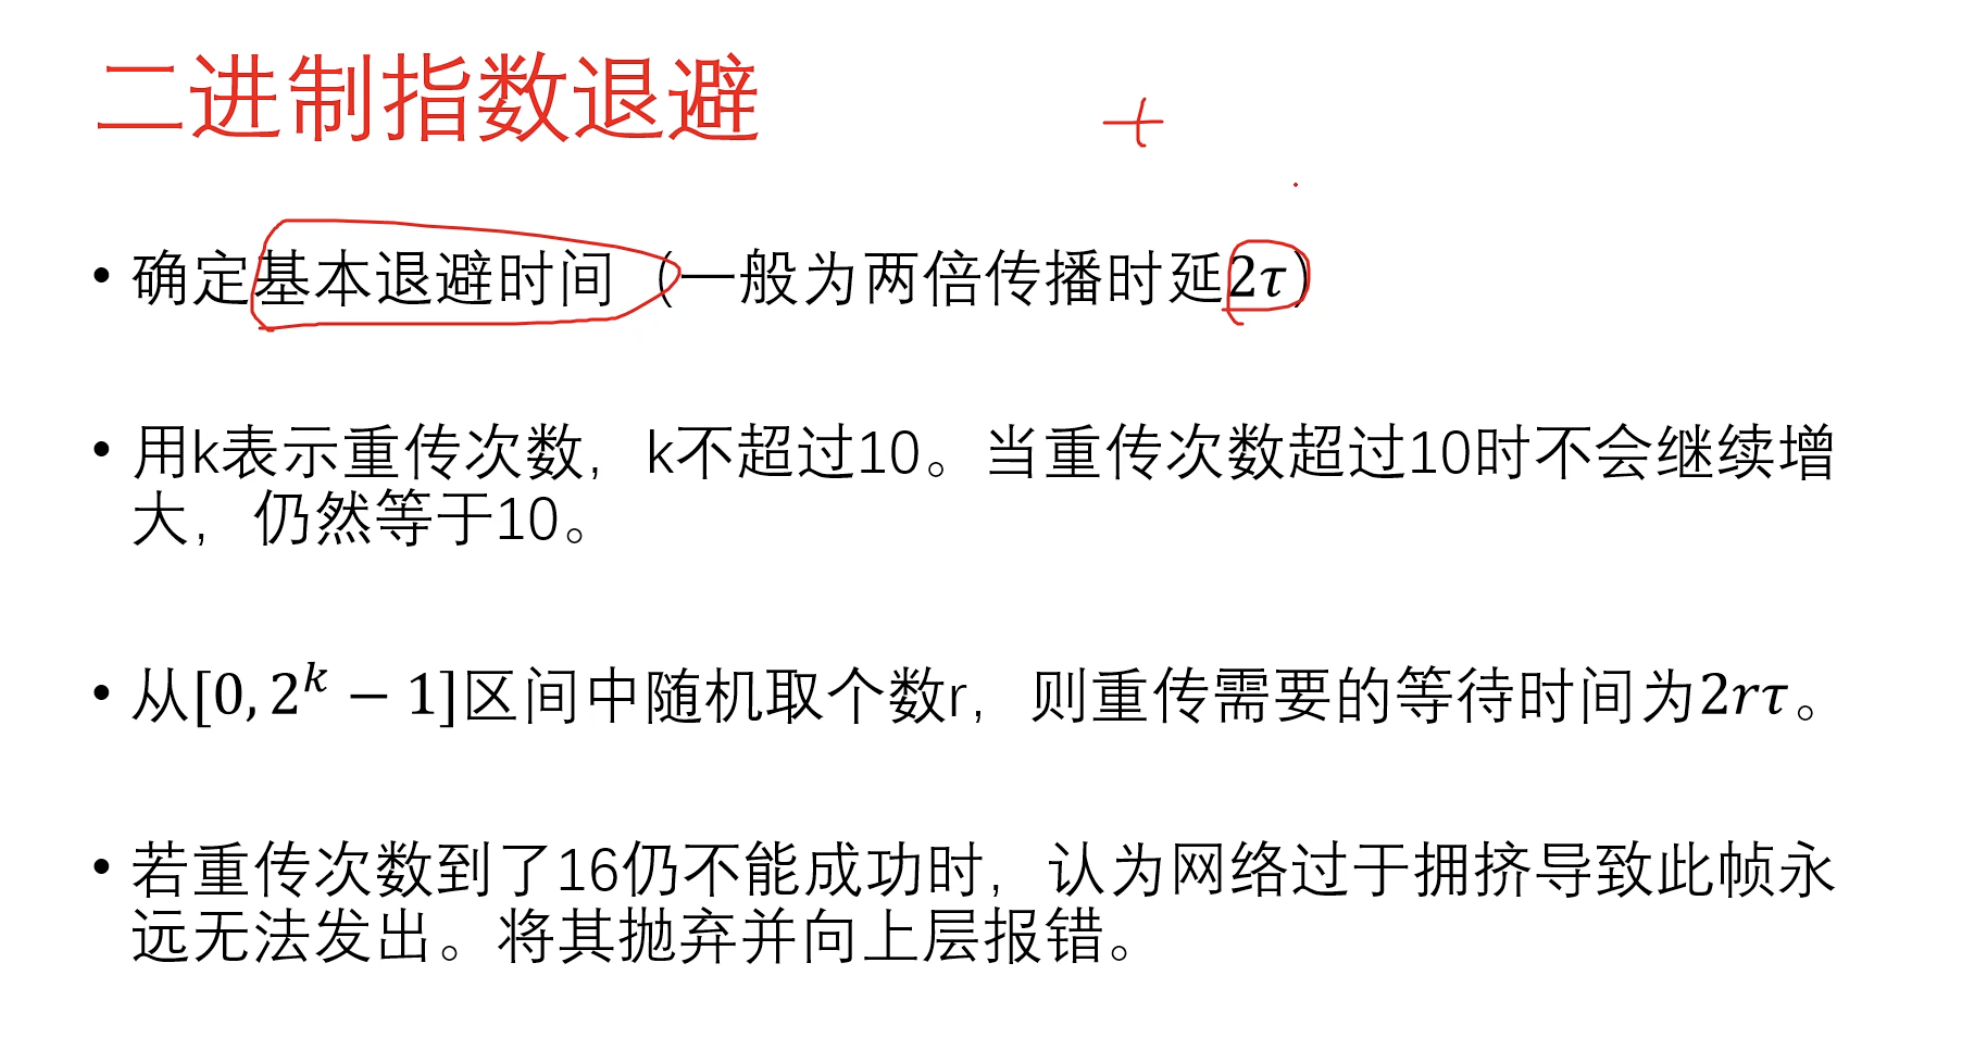 二进制指数退避
• 确定基本退避时间（一般为两倍传播时延2τ）
• 用k表示重传次数，k不超过10。当重传次数超过10时不会继续增
大，仍然等于10。
• 从[0, 2^k − 1]区间中随机取个数r，则重传需要的等待时间为2rτ。
• 若重传次数到了16仍不能成功时，认为网络过于拥挤导致此帧永
远无法发出。将其抛弃并向上层报错。